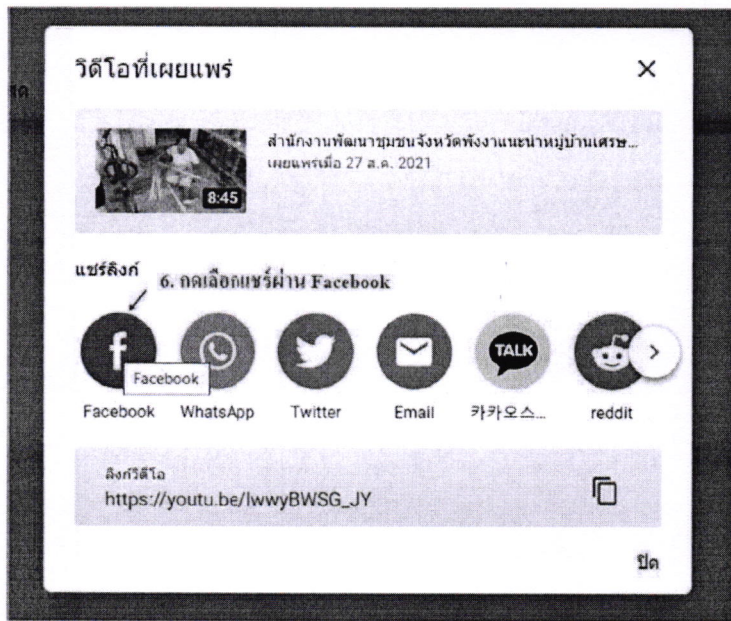 วิดีโอที่เผยแพร่
8:45
สำนักงานพัฒนาชุมชนจังหวัดพังงาแนะนำหมู่บ้านเศรษ...
เผยแพร่เมื่อ 27 ส.ค. 2021
แชร์ลิงก์
6. กดเลือกแชร์ผ่าน Facebook
TALK
Facebook
Facebook
WhatsApp
Twitter
Email
카카오스...
reddit
ลิงก์วิดีโอ
https://youtu.be/lwwyBWSG_JY
ปิด